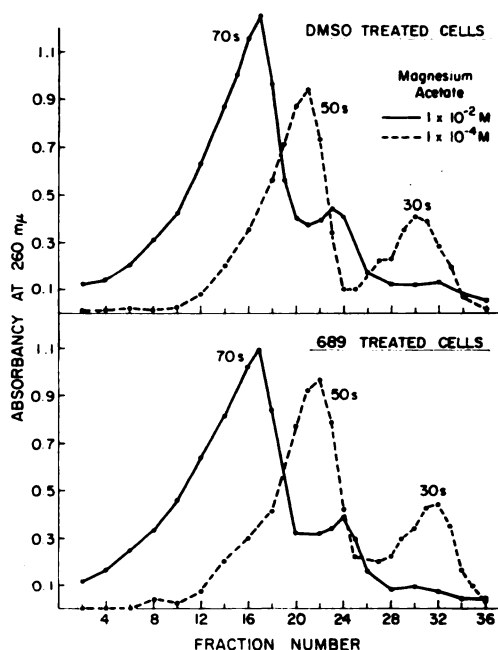 ABSORBANCY AT 260 mμ
DMSO TREATED CELLS
70s
1.1
Magnesium
Acetate
1 x 10⁻² M
1 x 10⁻⁴ M
50s
0.9
0.7
0.5
30s
0.3
0.1
689 TREATED CELLS
70s
1.1
50s
0.9
0.7
0.5
30s
0.3
0.1
4 8 12 16 20 24 28 32 36
FRACTION NUMBER